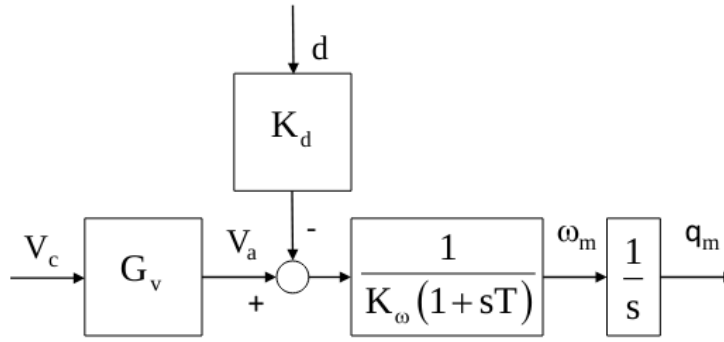 d
K_d
V_c
G_v
V_a
+
-
1
K_ω(1+sT)
ω_m
1
s
q_m